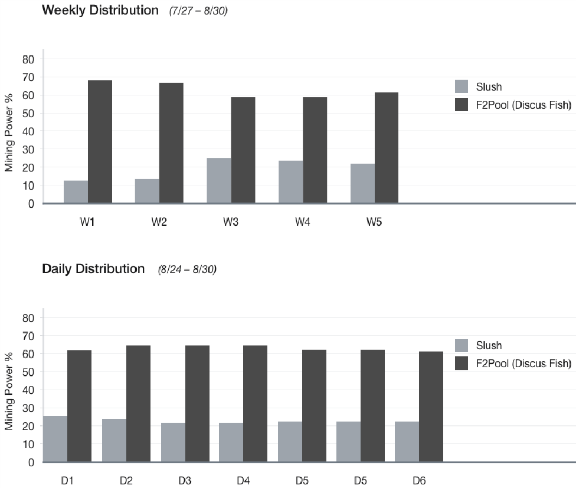 Weekly Distribution (7/27 – 8/30)
Mining Power %
80
70
60
50
40
30
20
10
0
W1 W2 W3 W4 W5
Slush
F2Pool (Discus Fish)
Daily Distribution (8/24 – 8/30)
Mining Power %
80
70
60
50
40
30
20
10
0
D1 D2 D3 D4 D5 D5 D6
Slush
F2Pool (Discus Fish)